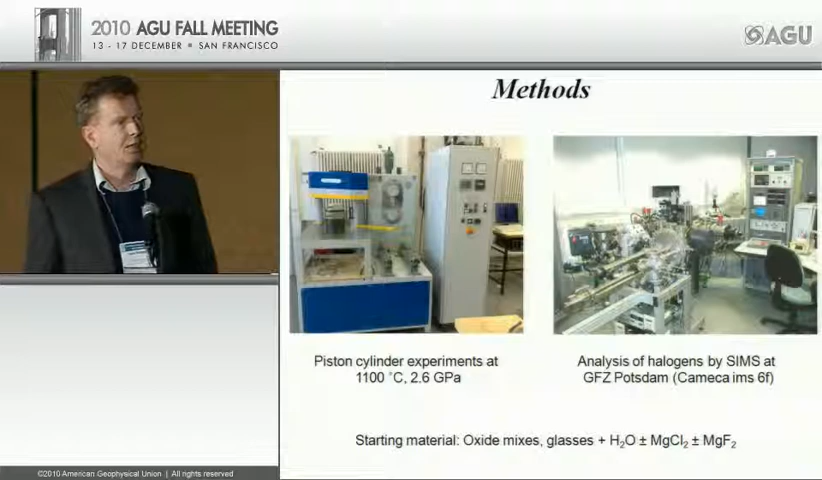 2010 AGU FALL MEETING
13 - 17 DECEMBER ■ SAN FRANCISCO
AGU
Methods
Piston cylinder experiments at
1100 °C, 2.6 GPa
Analysis of halogens by SIMS at
GFZ Potsdam (Cameca ims 6f)
Starting material: Oxide mixes, glasses + H₂O ± MgCl₂ ± MgF₂
©2010 American Geophysical Union | All rights reserved